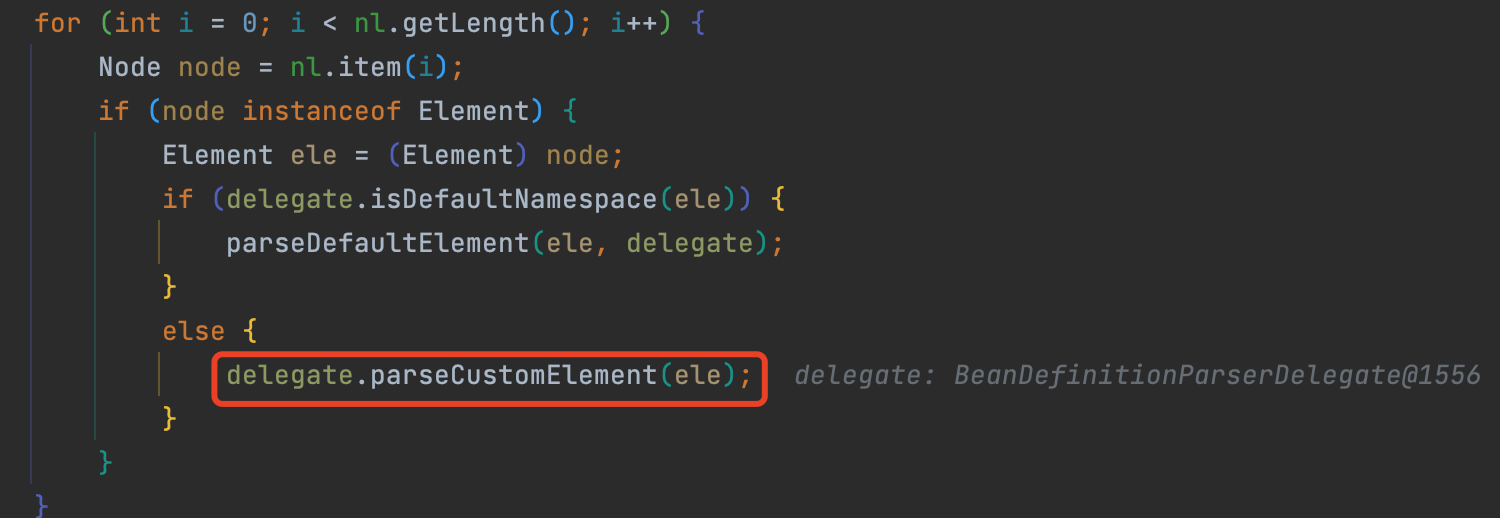 for (int i = 0; i < nl.getLength(); i++) {
    Node node = nl.item(i);
    if (node instanceof Element) {
        Element ele = (Element) node;
        if (delegate.isDefaultNamespace(ele)) {
            parseDefaultElement(ele, delegate);
        }
        else {
            delegate.parseCustomElement(ele);  delegate: BeanDefinitionParserDelegate@1556
        }
    }
}